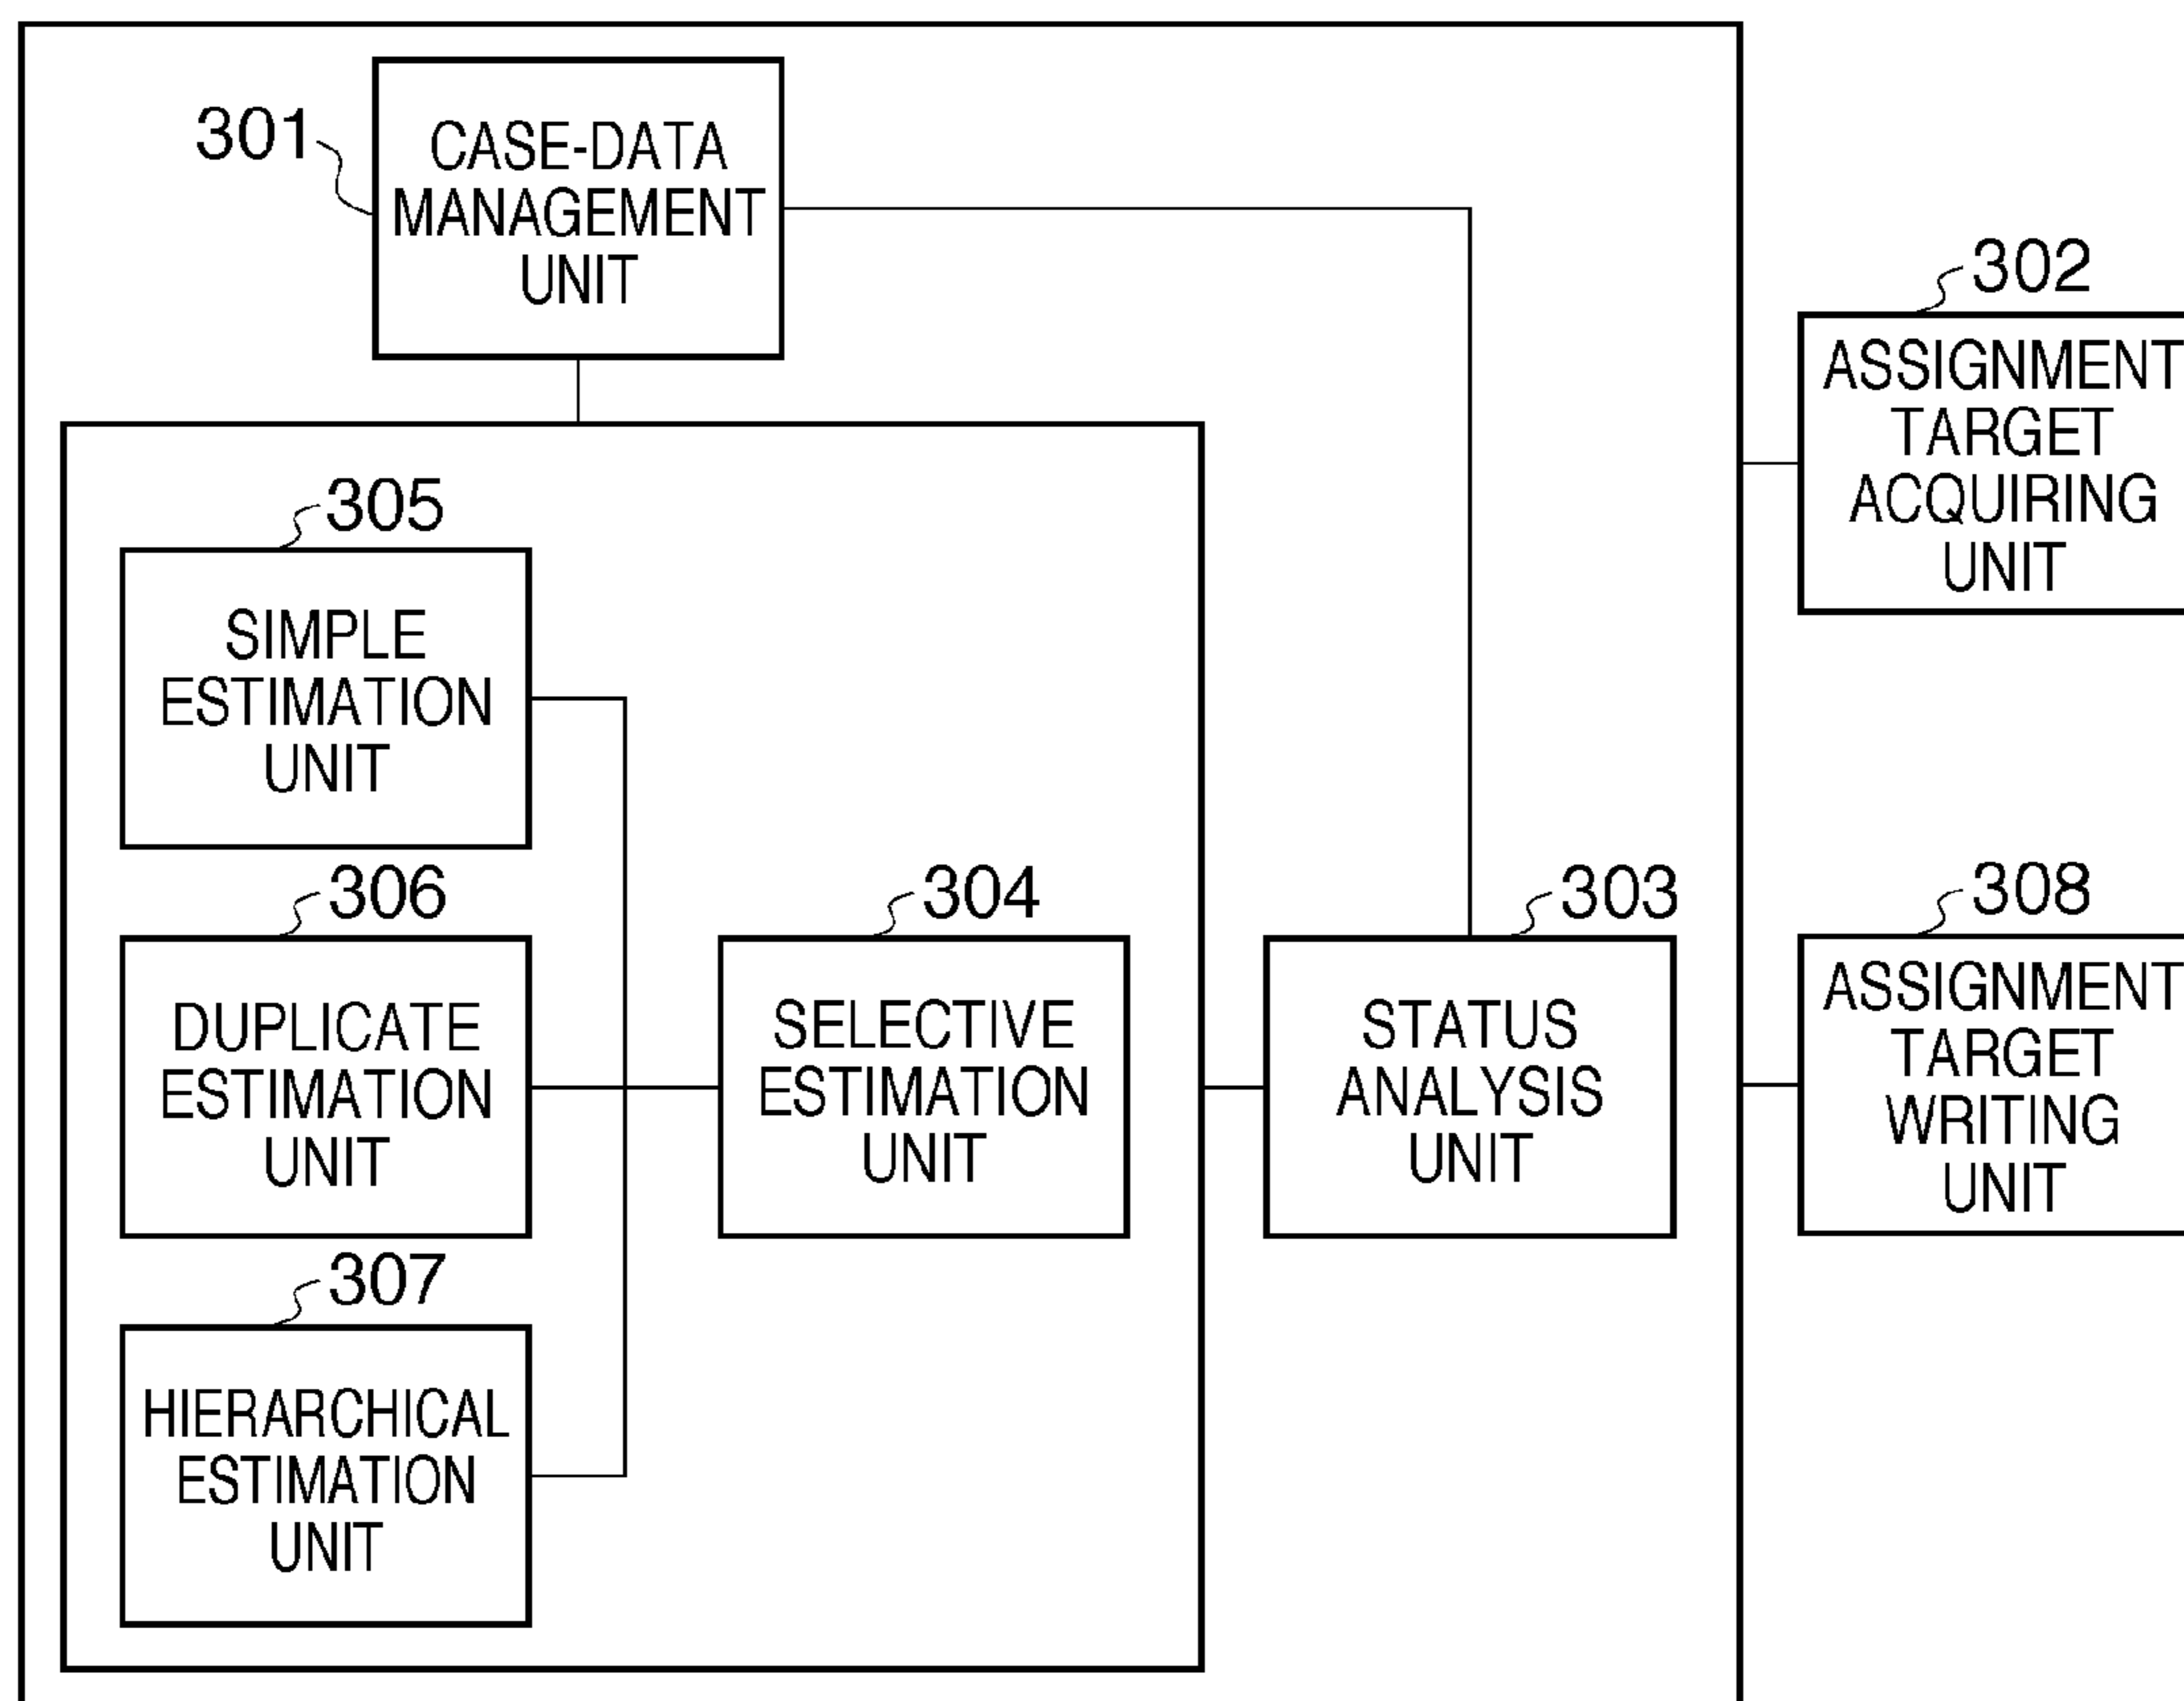 301
CASE-DATA
MANAGEMENT
UNIT
302
ASSIGNMENT
TARGET
ACQUIRING
UNIT
305
SIMPLE
ESTIMATION
UNIT
306
DUPLICATE
ESTIMATION
UNIT
304
SELECTIVE
ESTIMATION
UNIT
303
STATUS
ANALYSIS
UNIT
308
ASSIGNMENT
TARGET
WRITING
UNIT
307
HIERARCHICAL
ESTIMATION
UNIT